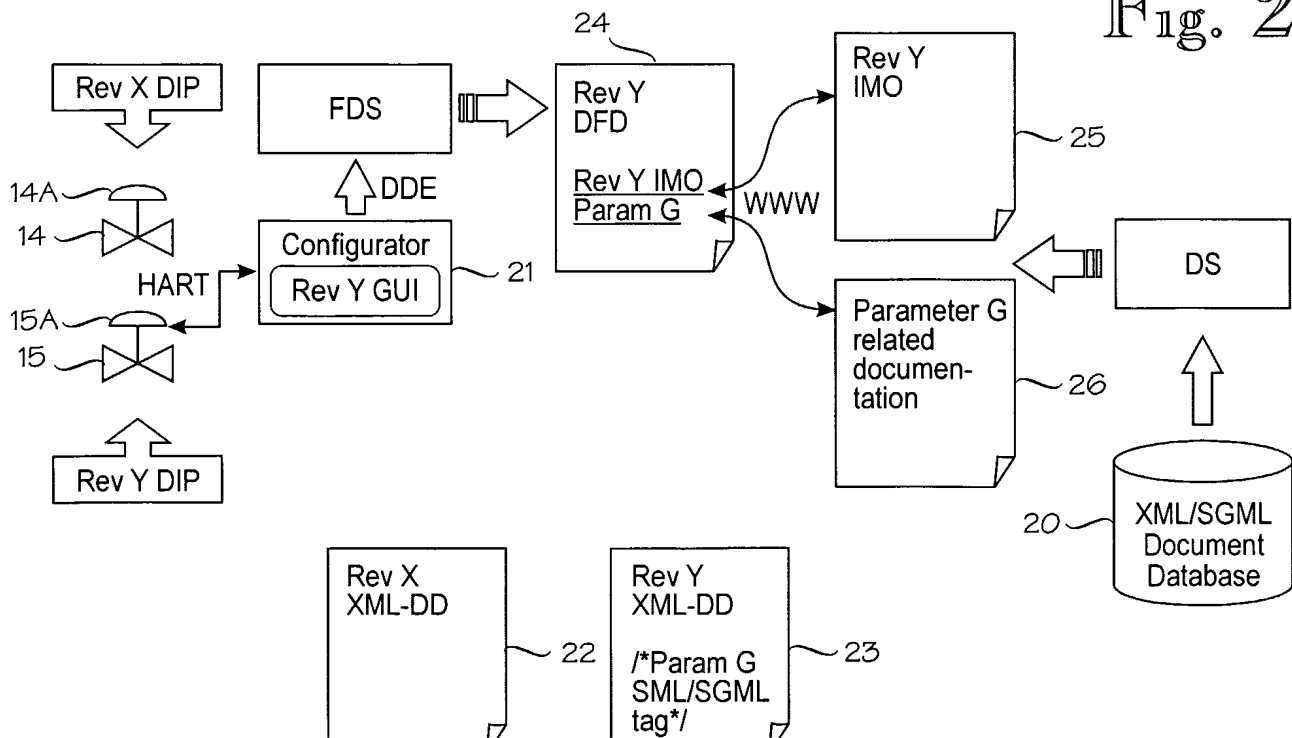 Fig. 2
24
Rev X DIP
FDS
Rev Y
DFD
Rev Y IMO
Param G
Rev Y
IMO
25
14A
14
DDE
WWW
Configurator
Rev Y GUI
21
HART
15A
15
DS
Parameter G
related
documen-
tation
26
Rev Y DIP
20
XML/SGML
Document
Database
Rev X
XML-DD
22
Rev Y
XML-DD
/*Param G
SML/SGML
tag*/
23